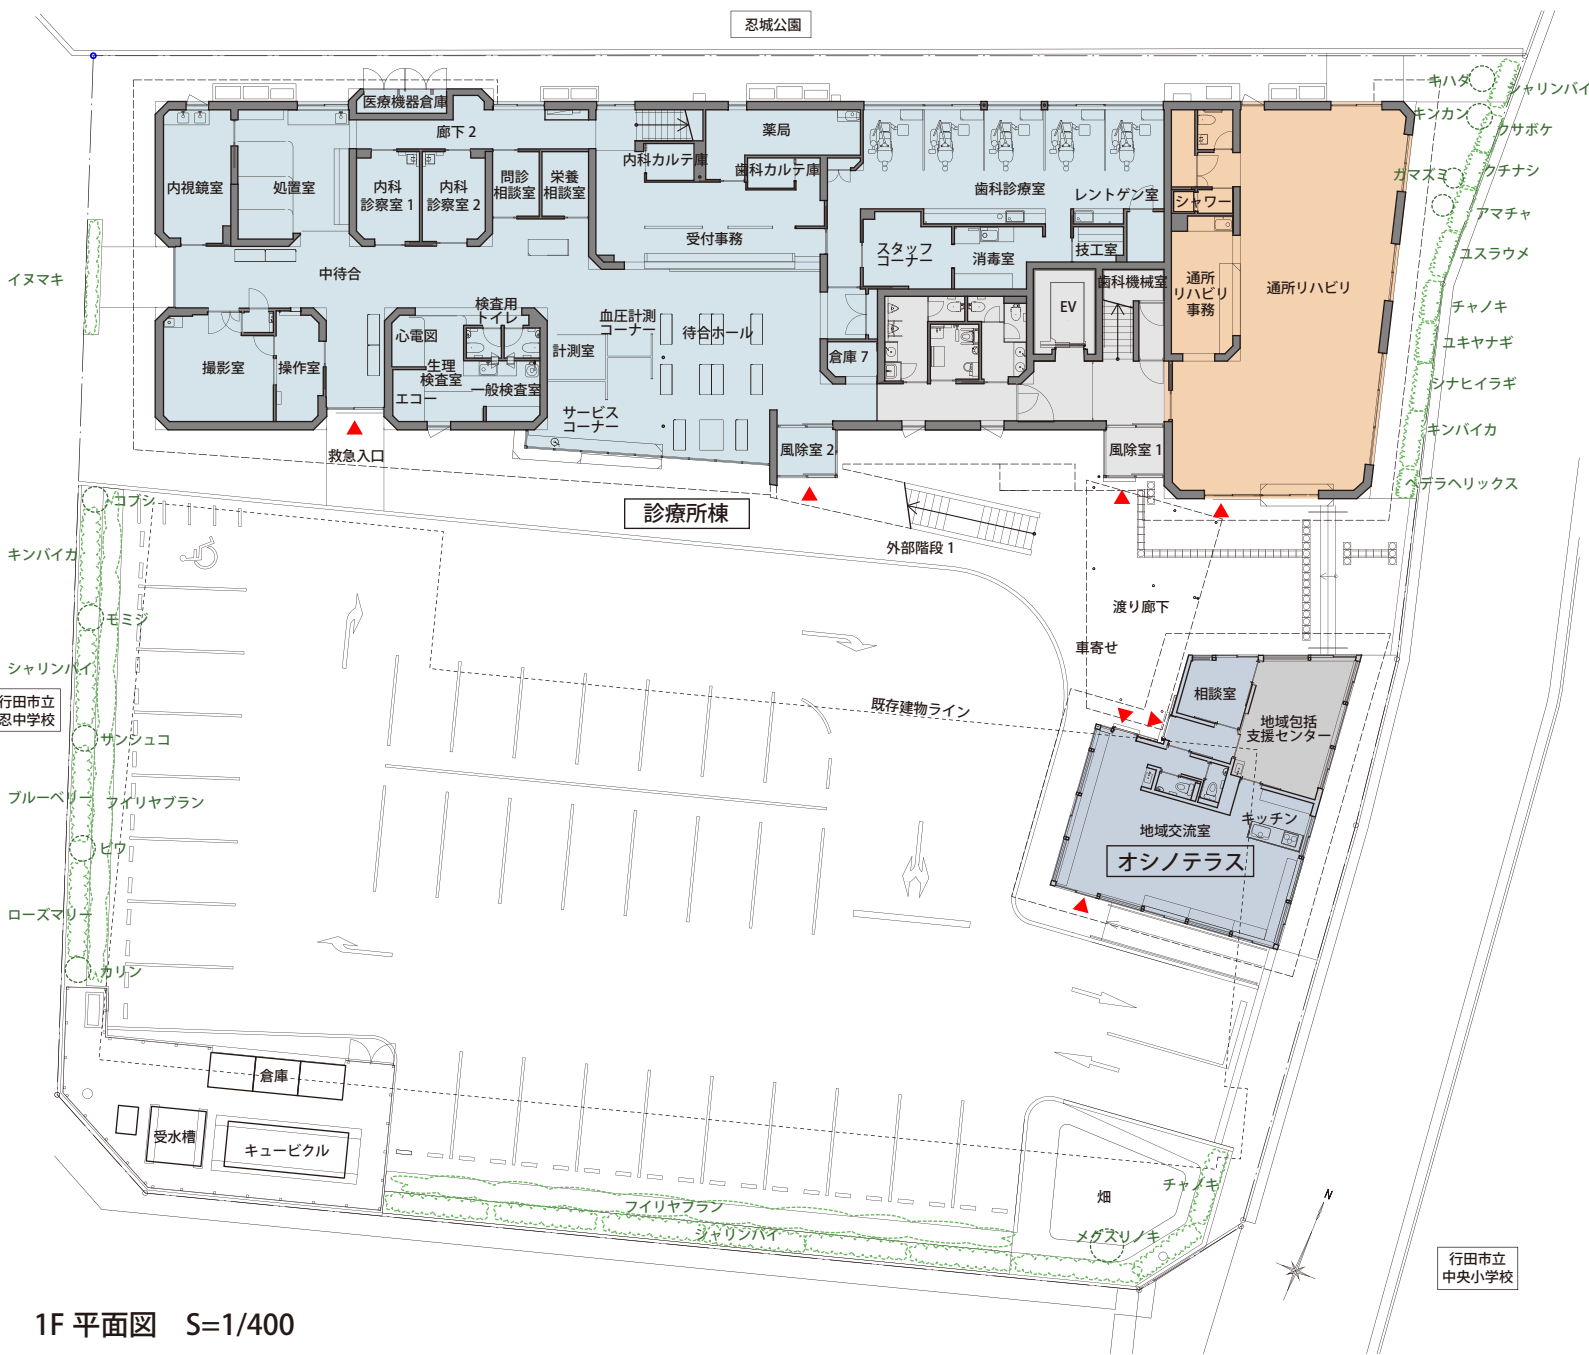 忍城公園
医療機器倉庫
廊下 2
内視鏡室
処置室
内科
診察室 1
内科
診察室 2
問診
相談室
栄養
相談室
内科カルテ庫
薬局
歯科カルテ庫
受付事務
歯科診療室
レントゲン室
スタッフ
コーナー
消毒室
技工室
歯科機械室
EV
シャワー
通所
リハビリ
事務
通所リハビリ
中待合
撮影室
操作室
心電図
検査用
トイレ
生理
検査室
エコー
一般検査室
計測室
血圧計測
コーナー
待合ホール
サービス
コーナー
倉庫 7
風除室 2
風除室 1
救急入口
診療所棟
外部階段 1
渡り廊下
車寄せ
既存建物ライン
相談室
地域包括
支援センター
キッチン
地域交流室
オシノテラス
キハダ
シャリンバイ
キンカン
クサボケ
ガマズミ
クチナシ
アマチャ
ユスラウメ
チャノキ
ユキヤナギ
シナヒイラギ
キンバイカ
ヘデラヘリックス
イヌマキ
コブシ
キンバイカ
モミジ
シャリンバイ
行田市立
忍中学校
サンシュコ
ブルーベリー
フイリヤブラン
ビワ
ローズマリー
カリン
倉庫
受水槽
キュービクル
フイリヤブラン
シャリンバイ
畑
チャノキ
メグスリノキ
N
行田市立
中央小学校
1F 平面図 S=1/400